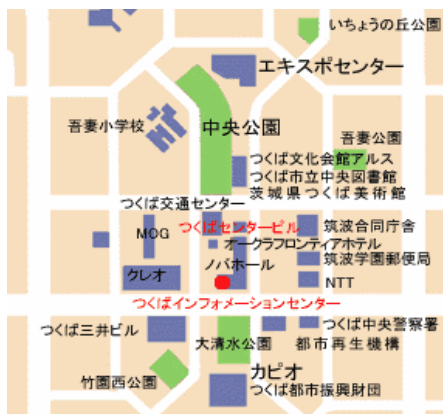 いちょうの丘公園
エキスポセンター
吾妻小学校
中央公園
吾妻公園
つくば文化会館アルス
つくば市立中央図書館
茨城県つくば美術館
つくば交通センター
つくばセンタービル
筑波合同庁舎
MOG
オークラフロンティアホテル
筑波学園郵便局
クレオ
ノバホール
NTT
つくばインフォメーションセンター
つくば三井ビル
大清水公園
つくば中央警察署
都市再生機構
竹園西公園
カピオ
つくば都市振興財団